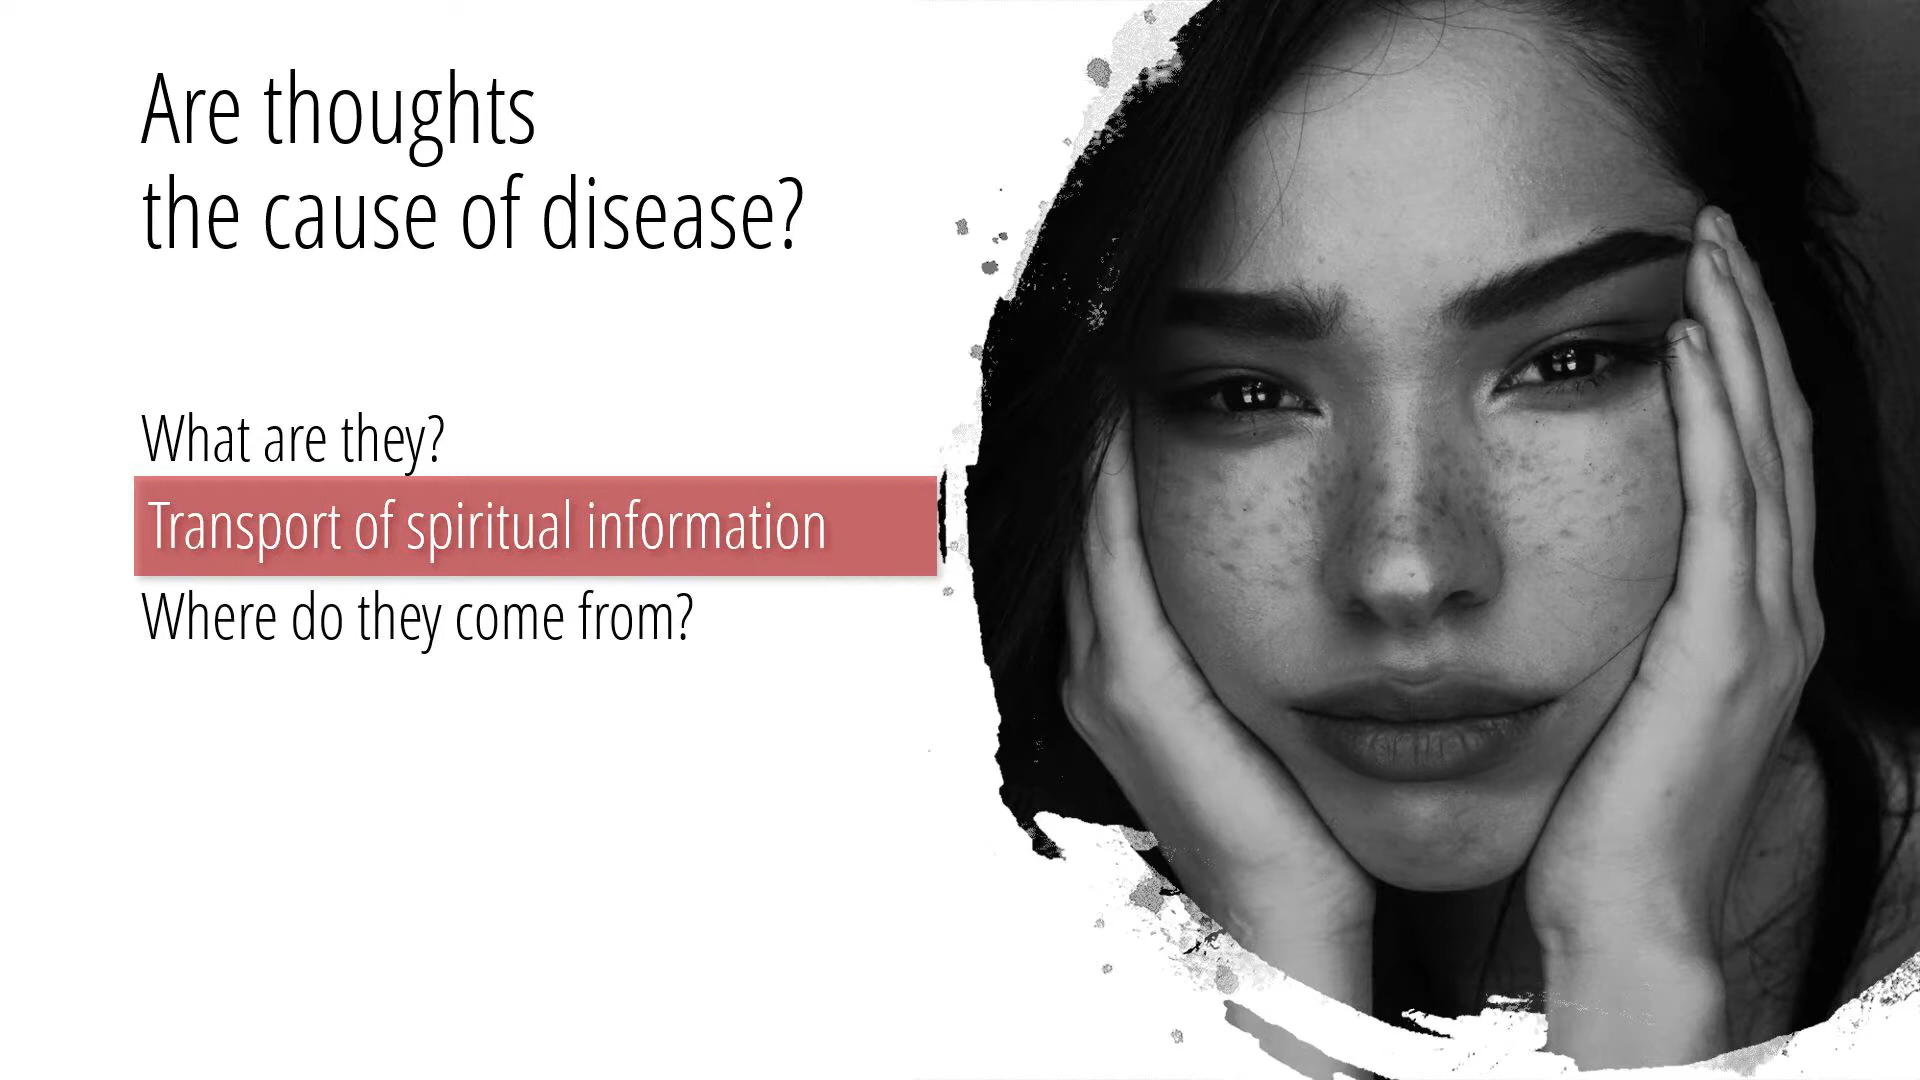 Are thoughts
the cause of disease?
What are they?
Transport of spiritual information
Where do they come from?